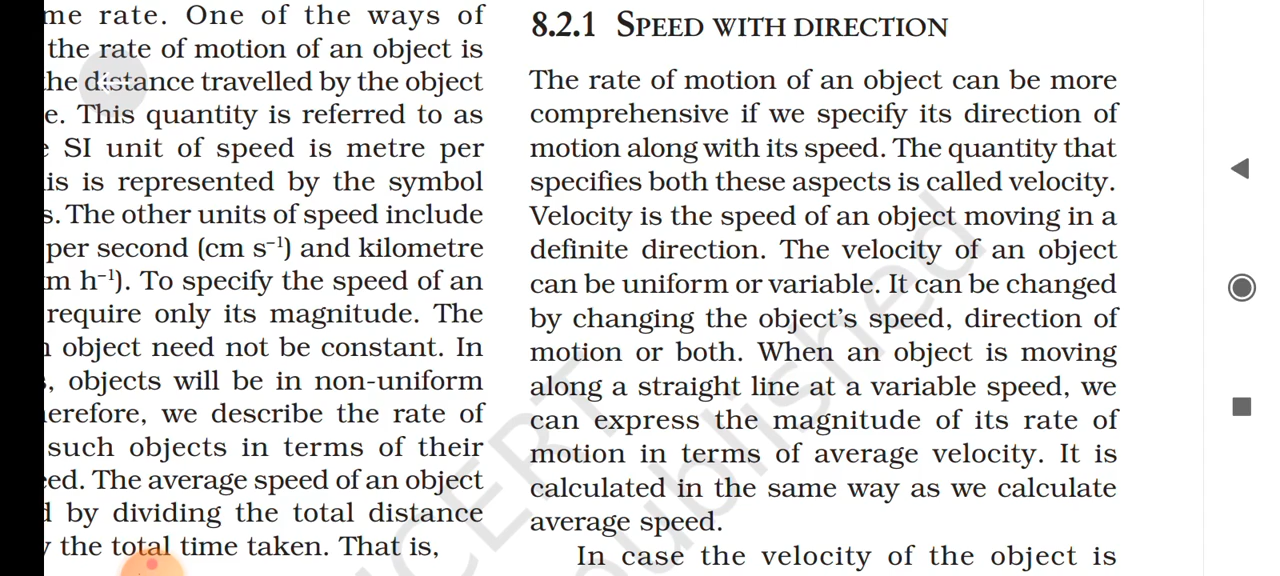 me rate. One of the ways of
the rate of motion of an object is
the distance travelled by the object
e. This quantity is referred to as
SI unit of speed is metre per
is is represented by the symbol
s. The other units of speed include
per second (cm s⁻¹) and kilometre
m h⁻¹). To specify the speed of an
require only its magnitude. The
object need not be constant. In
, objects will be in non-uniform
erefore, we describe the rate of
such objects in terms of their
eed. The average speed of an object
d by dividing the total distance
y the total time taken. That is,
8.2.1 SPEED WITH DIRECTION
The rate of motion of an object can be more
comprehensive if we specify its direction of
motion along with its speed. The quantity that
specifies both these aspects is called velocity.
Velocity is the speed of an object moving in a
definite direction. The velocity of an object
can be uniform or variable. It can be changed
by changing the object's speed, direction of
motion or both. When an object is moving
along a straight line at a variable speed, we
can express the magnitude of its rate of
motion in terms of average velocity. It is
calculated in the same way as we calculate
average speed.
In case the velocity of the object is
NCERT
published